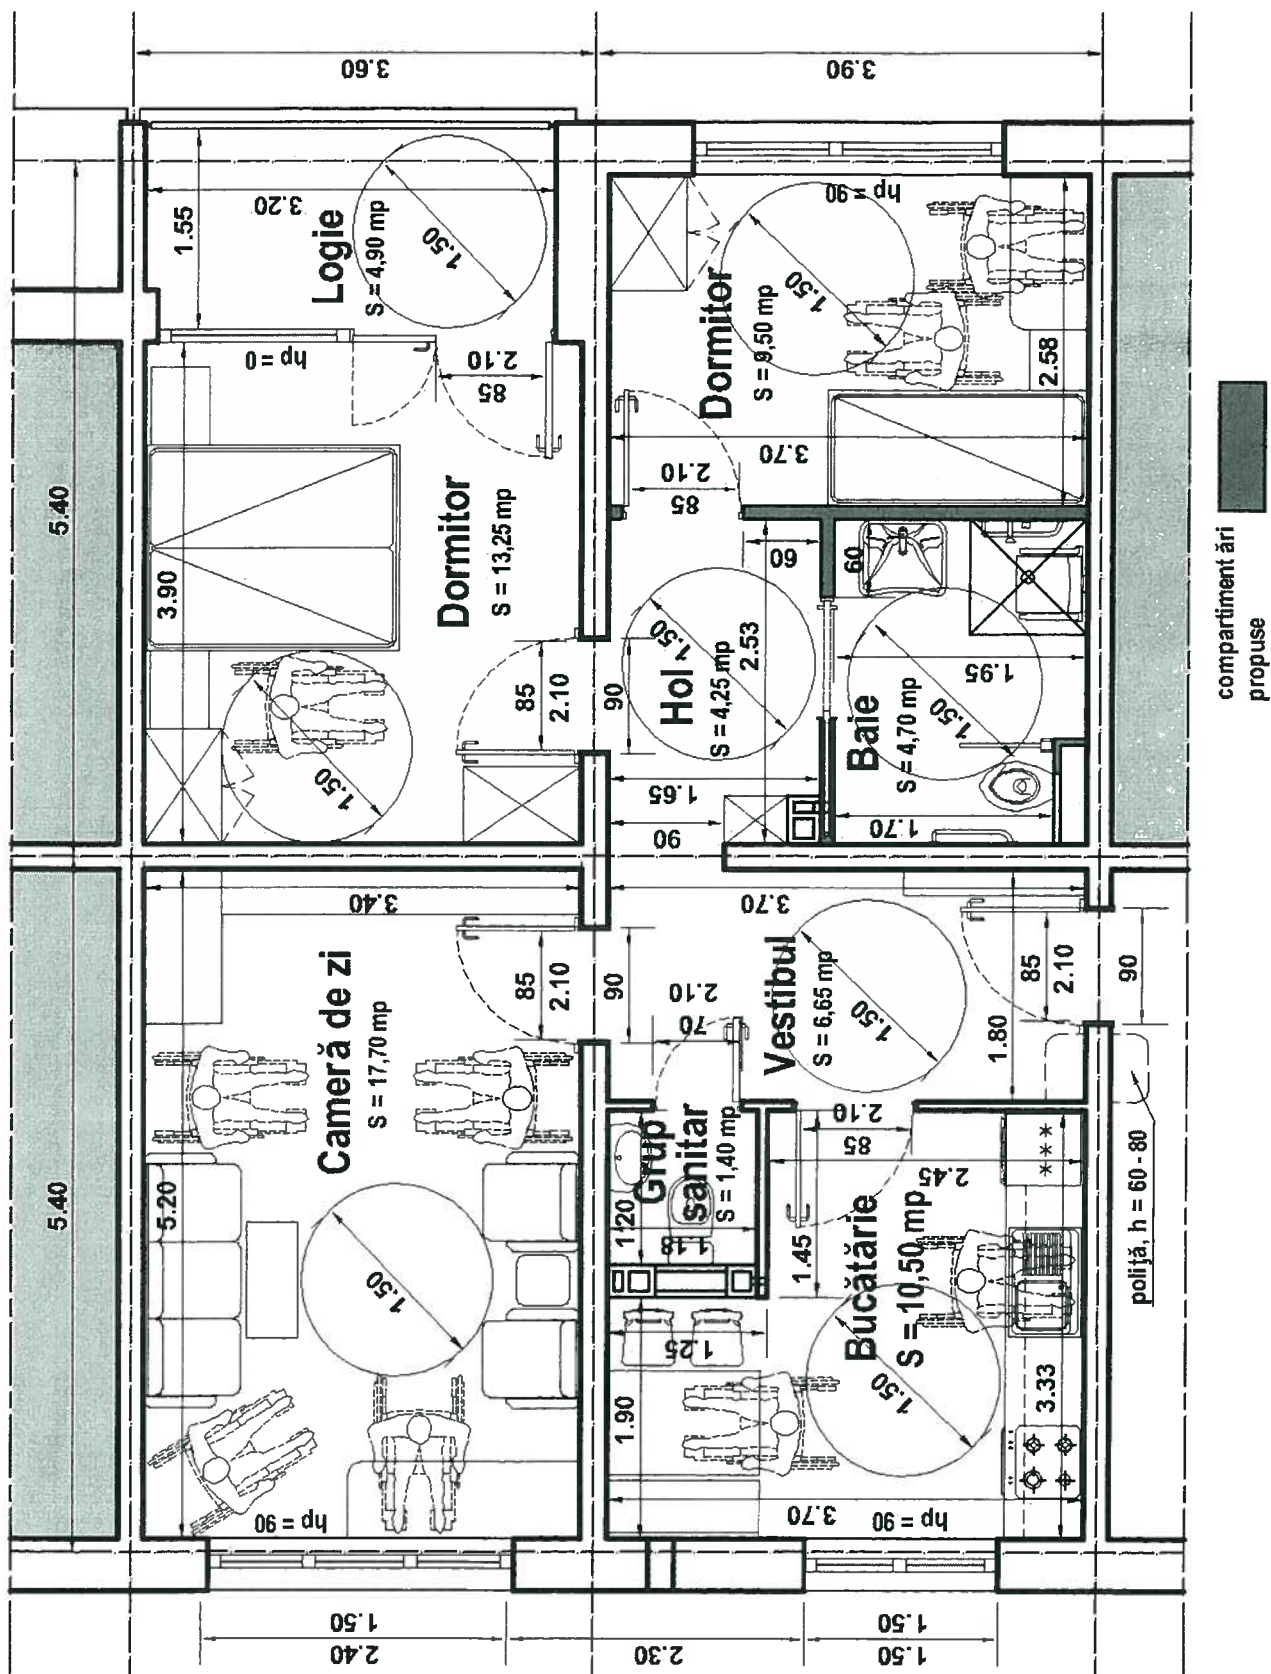 3.60
3.90
5.40
5.40
1.55
3.20
Logie
S = 4,90 mp
1.50
hp = 0
2.10
85
3.90
Dormitor
S = 13,25 mp
1.50
85
2.10
90
hp = 90
1.50
Dormitor
S = 9,50 mp
2.58
3.70
2.10
85
60
60
1.50
2.53
Hol
S = 4,25 mp
1.65
90
1.95
Baie
S = 4,70 mp
1.50
1.70
3.40
Cameră de zi
S = 17,70 mp
85
2.10
90
5.20
1.50
hp = 90
3.70
2.10
70
Vestibul
S = 6,65 mp
1.50
1.80
85
2.10
90
Grup
sanitar
S = 1,40 mp
1.20
1.18
2.10
85
2.45
1.45
Bucătărie
S = 10,50 mp
1.50
1.25
1.90
3.33
3.70
hp = 90
poliță, h = 60 - 80
1.50
2.40
2.30
1.50
1.50
compartiment ări
propuse